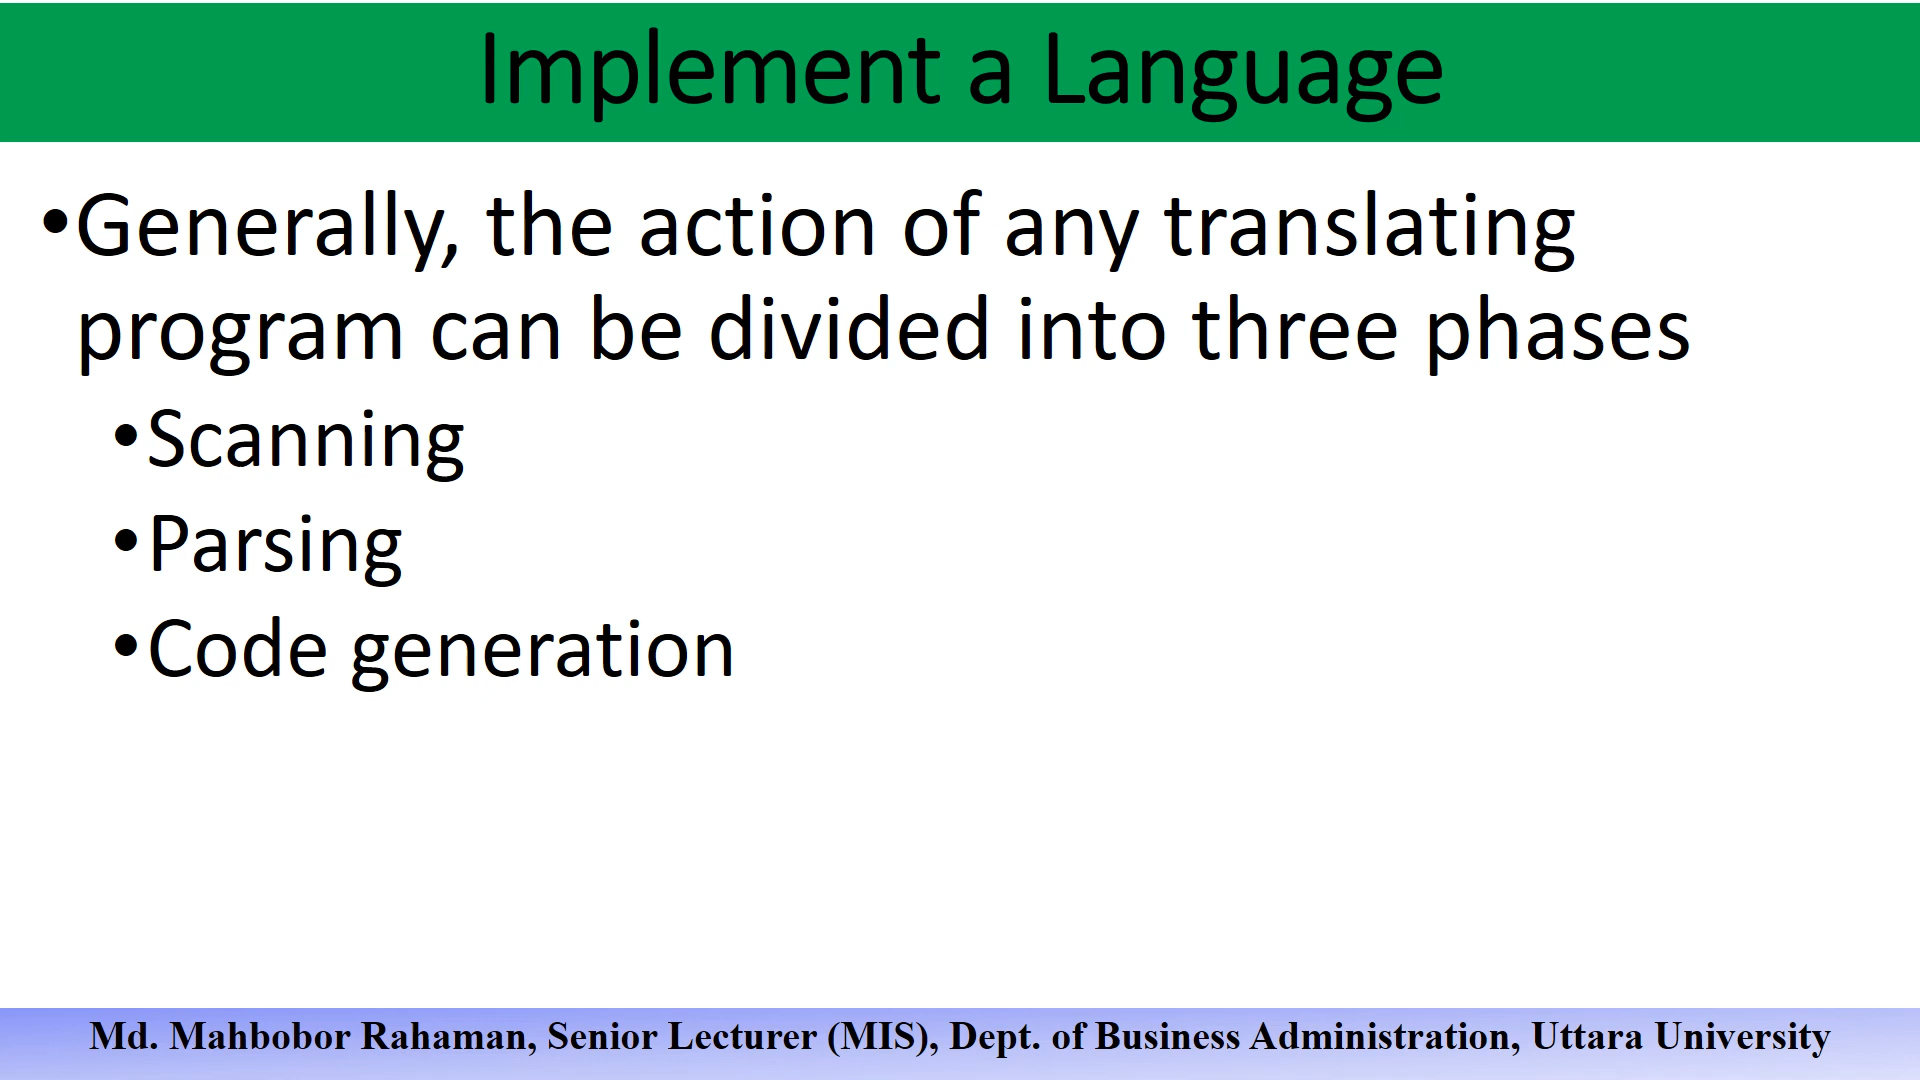 Implement a Language
•Generally, the action of any translating
program can be divided into three phases
•Scanning
•Parsing
•Code generation
Md. Mahbobor Rahaman, Senior Lecturer (MIS), Dept. of Business Administration, Uttara University